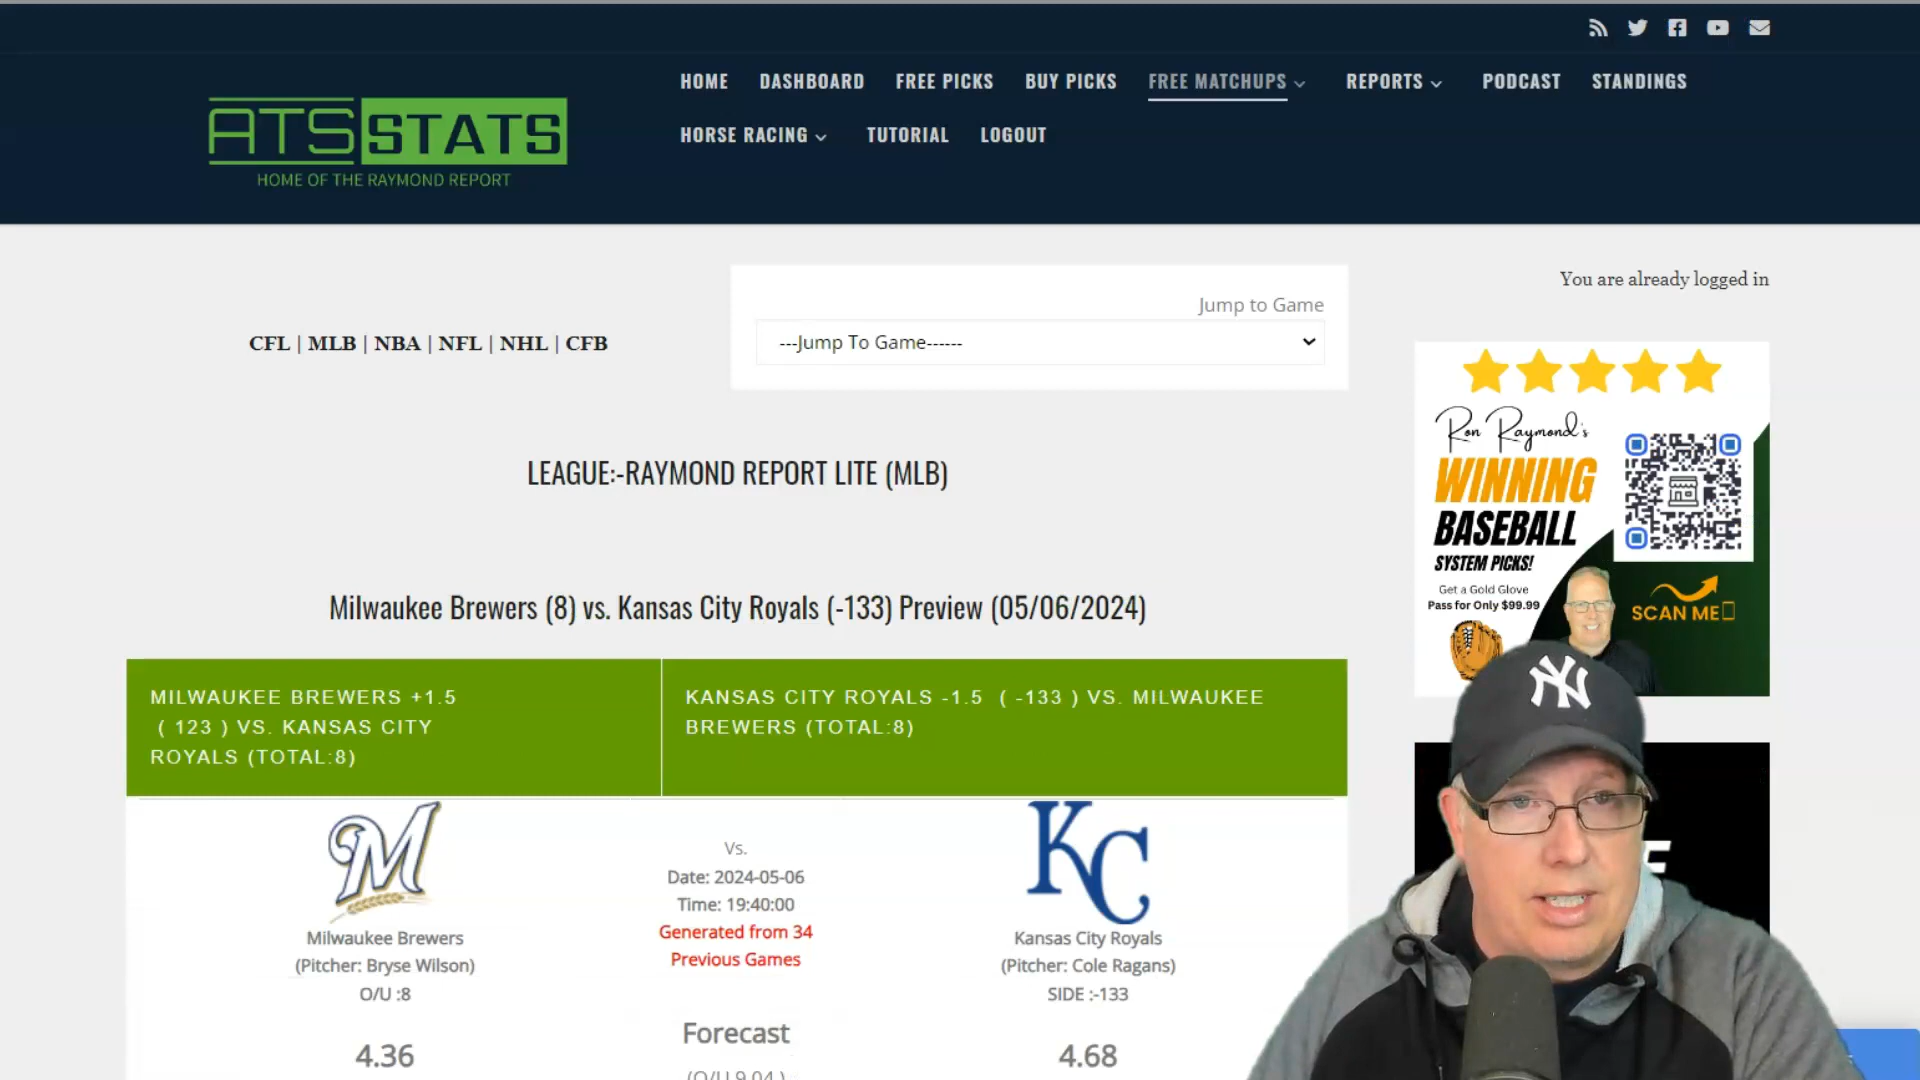 HOME DASHBOARD FREE PICKS BUY PICKS FREE MATCHUPS REPORTS PODCAST STANDINGS
HORSE RACING TUTORIAL LOGOUT
ATS STATS
HOME OF THE RAYMOND REPORT
You are already logged in
Jump to Game
---Jump To Game------
CFL | MLB | NBA | NFL | NHL | CFB
LEAGUE:-RAYMOND REPORT LITE (MLB)
Milwaukee Brewers (8) vs. Kansas City Royals (-133) Preview (05/06/2024)
MILWAUKEE BREWERS +1.5
( 123 ) VS. KANSAS CITY
ROYALS (TOTAL:8)
KANSAS CITY ROYALS -1.5 ( -133 ) VS. MILWAUKEE
BREWERS (TOTAL:8)
M
Milwaukee Brewers
(Pitcher: Bryse Wilson)
O/U :8
4.36
Vs.
Date: 2024-05-06
Time: 19:40:00
Generated from 34
Previous Games
Forecast
(O/U 9.04 )
KC
Kansas City Royals
(Pitcher: Cole Ragans)
SIDE :-133
4.68
Ron Raymond's
WINNING
BASEBALL
SYSTEM PICKS!
Get a Gold Glove
Pass for Only $99.99
SCAN ME
NY